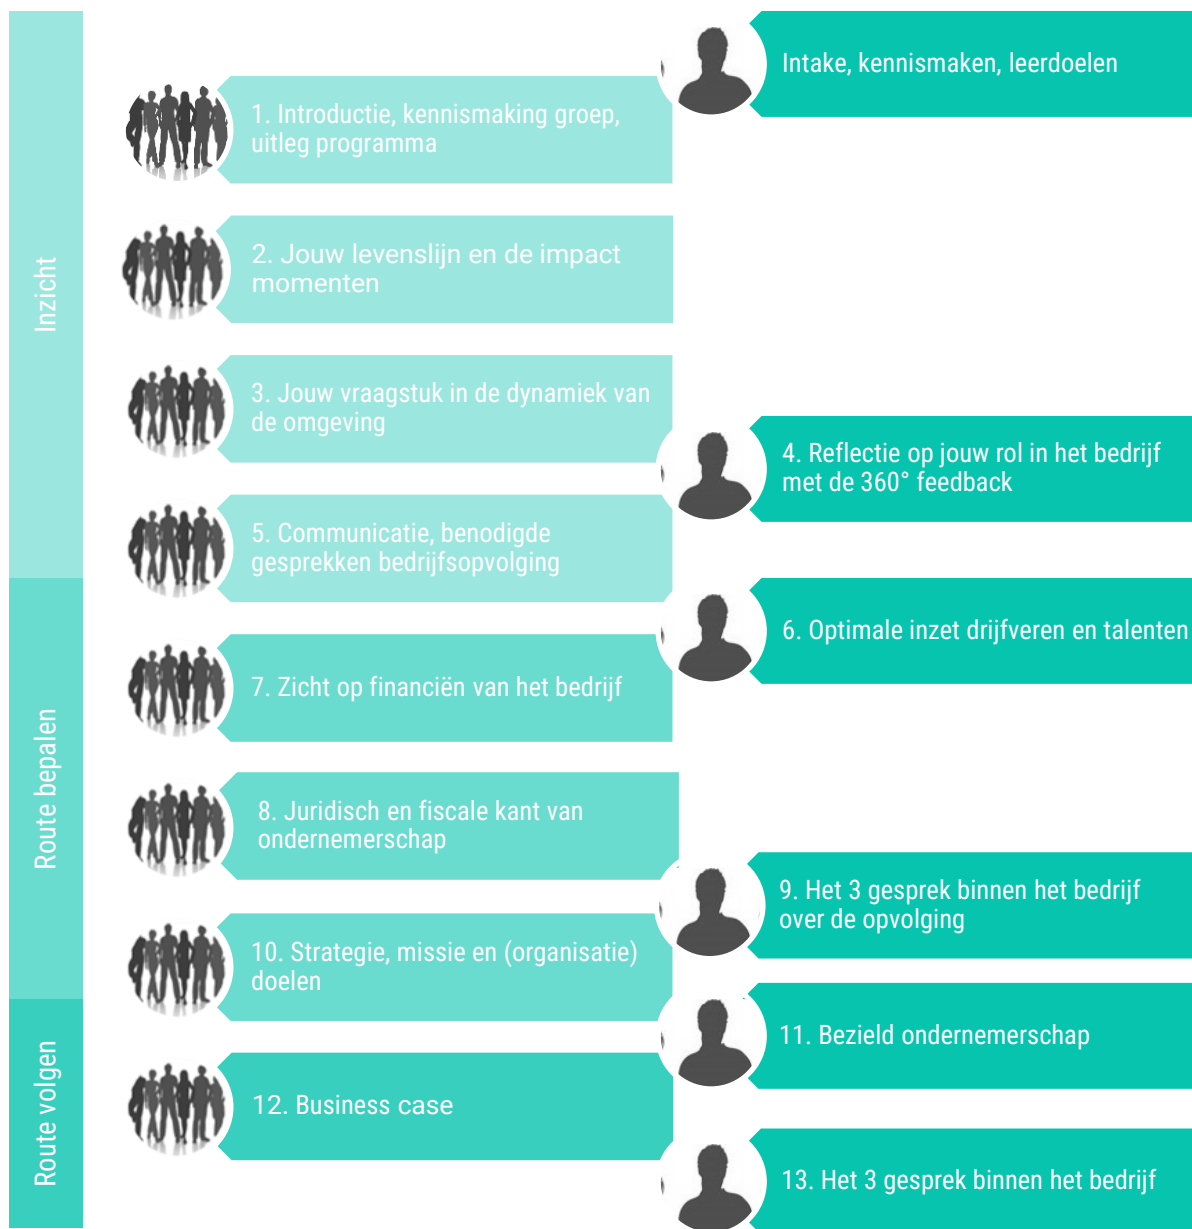 Intake, kennismaken, leerdoelen
1. Introductie, kennismaking groep,
uitleg programma
2. Jouw levenslijn en de impact
momenten
Inzicht
3. Jouw vraagstuk in de dynamiek van
de omgeving
4. Reflectie op jouw rol in het bedrijf
met de 360° feedback
5. Communicatie, benodigde
gesprekken bedrijfsopvolging
6. Optimale inzet drijfveren en talenten
7. Zicht op financiën van het bedrijf
Route bepalen
8. Juridisch en fiscale kant van
ondernemerschap
9. Het 3 gesprek binnen het bedrijf
over de opvolging
10. Strategie, missie en (organisatie)
doelen
11. Bezield ondernemerschap
Route volgen
12. Business case
13. Het 3 gesprek binnen het bedrijf